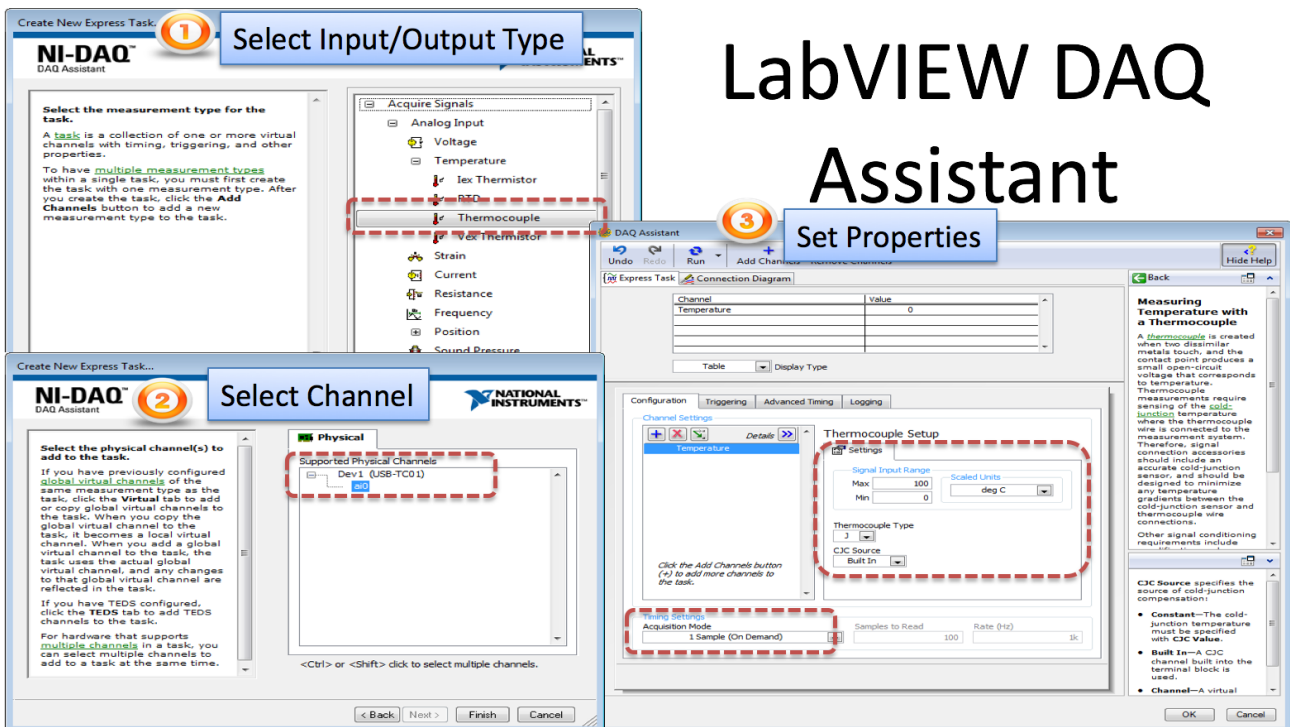 LabVIEW DAQ
Assistant
Create New Express Task...
1
Select Input/Output Type
NI-DAQ™
DAQ Assistant
Select the measurement type for the
task.
A task is a collection of one or more virtual
channels with timing, triggering, and other
properties.
To have multiple measurement types
within a single task, you must first create
the task with one measurement type. After
you create the task, click the Add
Channels button to add a new
measurement type to the task.
Acquire Signals
Analog Input
Voltage
Temperature
Iex Thermistor
RTD
Thermocouple
Vex Thermistor
Strain
Current
Resistance
Frequency
Position
Sound Pressure
Create New Express Task...
2
Select Channel
NI-DAQ™
DAQ Assistant
NATIONAL
INSTRUMENTS™
Select the physical channel(s) to
add to the task.
If you have previously configured
global virtual channels of the
same measurement type as the
task, click the Virtual tab to add
or copy global virtual channels to
the task. When you copy the
global virtual channel to the
task, it becomes a local virtual
channel. When you add a global
virtual channel to the task, the
task uses the actual global
virtual channel, and any changes
to that global virtual channel are
reflected in the task.
If you have TEDS configured,
click the TEDS tab to add TEDS
channels to the task.
For hardware that supports
multiple channels in a task, you
can select multiple channels to
add to a task at the same time.
Physical
Supported Physical Channels
Dev1 (USB-TC01)
ai0
<Ctrl> or <Shift> click to select multiple channels.
< Back Next > Finish Cancel
DAQ Assistant
3
Set Properties
Undo Redo Run Add Channels Remove Channels Hide Help
Express Task Connection Diagram
Channel Value
Temperature 0
Table Display Type
Configuration Triggering Advanced Timing Logging
Channel Settings
Details >>
Temperature
Click the Add Channels button
(+) to add more channels to
the task.
Thermocouple Setup
Settings
Signal Input Range
Max 100
Min 0
Scaled Units
deg C
Thermocouple Type
J
CJC Source
Built In
Timing Settings
Acquisition Mode Samples to Read Rate (Hz)
1 Sample (On Demand) 100 1k
Back
Measuring
Temperature with
a Thermocouple
A thermocouple is created
when two dissimilar
metals touch, and the
contact point produces a
small open-circuit
voltage that corresponds
to temperature.
Thermocouple
measurements require
sensing of the cold-
junction temperature
where the thermocouple
wire is connected to the
measurement system.
Therefore, signal
connection accessories
should include an
accurate cold-junction
sensor, and should be
designed to minimize
any temperature
gradients between the
cold-junction sensor and
thermocouple wire
connections.
Other signal conditioning
requirements include
CJC Source specifies the
source of cold-junction
compensation:
• Constant—The cold-
junction temperature
must be specified
with CJC Value.
• Built In—A CJC
channel built into the
terminal block is
used.
• Channel—A virtual
OK Cancel